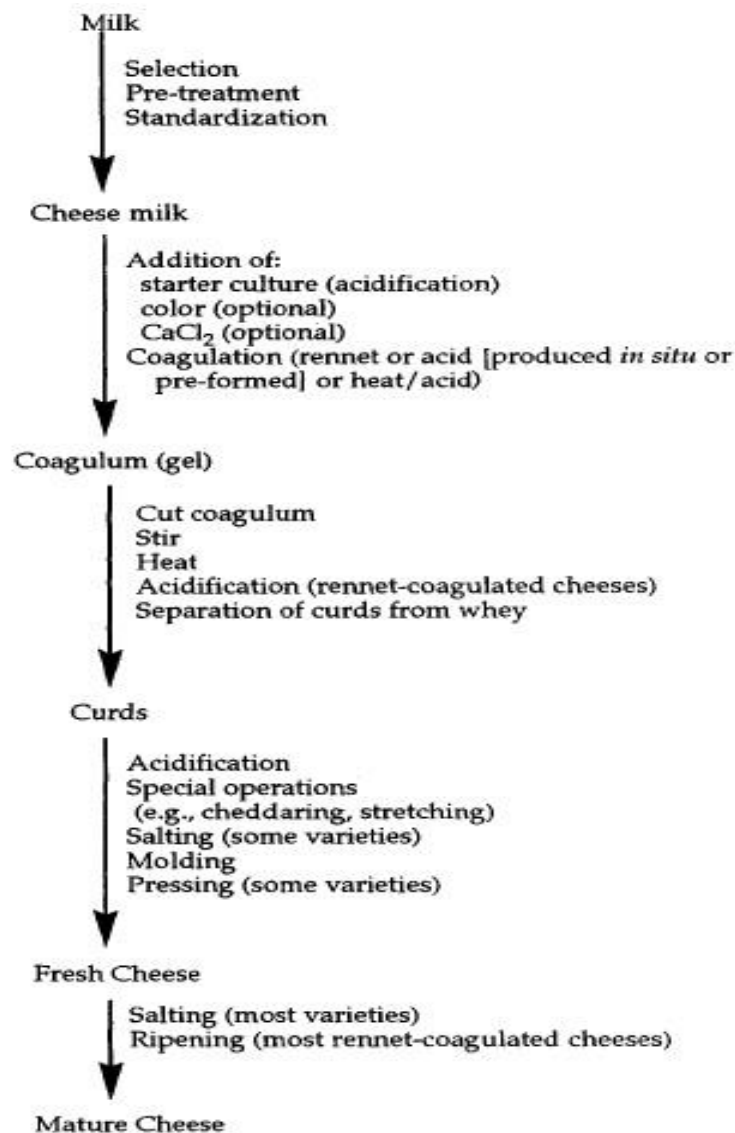 Milk
Selection
Pre-treatment
Standardization
Cheese milk
Addition of:
starter culture (acidification)
color (optional)
CaCl₂ (optional)
Coagulation (rennet or acid [produced in situ or
pre-formed] or heat/acid)
Coagulum (gel)
Cut coagulum
Stir
Heat
Acidification (rennet-coagulated cheeses)
Separation of curds from whey
Curds
Acidification
Special operations
(e.g., cheddaring, stretching)
Salting (some varieties)
Molding
Pressing (some varieties)
Fresh Cheese
Salting (most varieties)
Ripening (most rennet-coagulated cheeses)
Mature Cheese